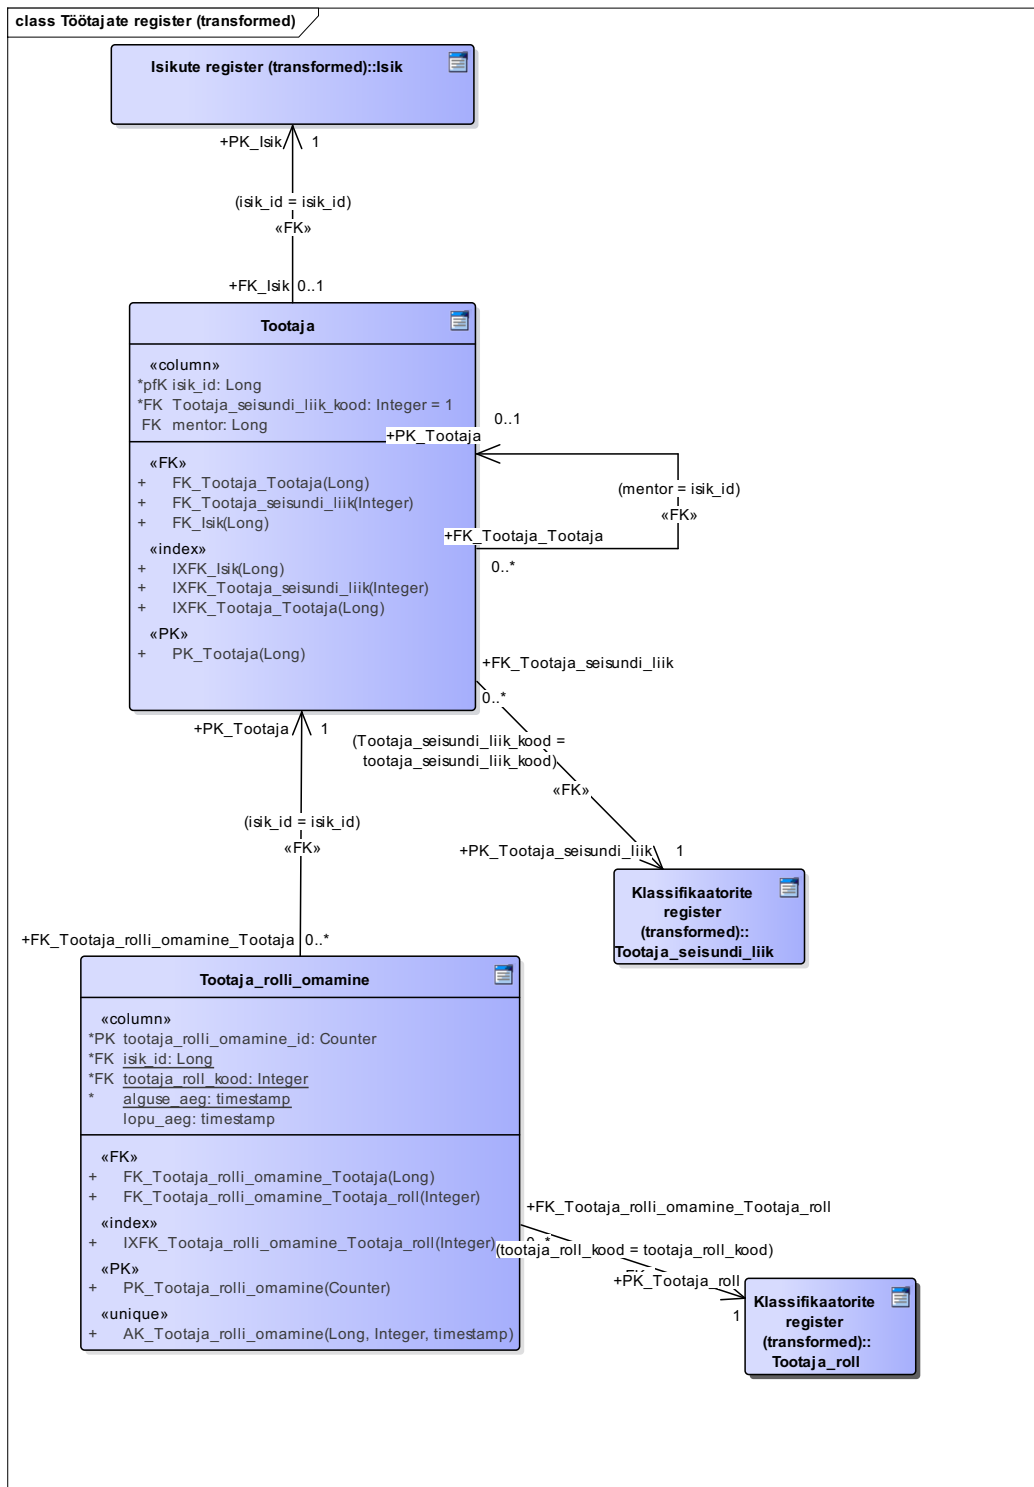 class Töötajate register (transformed)
Isikute register (transformed)::Isik
+PK_Isik 1
(isik_id = isik_id)
«FK»
+FK_Isik 0..1
Tootaja
«column»
*pfK isik_id: Long
*FK Tootaja_seisundi_liik_kood: Integer = 1
FK mentor: Long
«FK»
+ FK_Tootaja_Tootaja(Long)
+ FK_Tootaja_seisundi_liik(Integer)
+ FK_Isik(Long)
«index»
+ IXFK_Isik(Long)
+ IXFK_Tootaja_seisundi_liik(Integer)
+ IXFK_Tootaja_Tootaja(Long)
«PK»
+ PK_Tootaja(Long)
0..1
+PK_Tootaja
(mentor = isik_id)
«FK»
+FK_Tootaja_Tootaja
0..*
+FK_Tootaja_seisundi_liik
0..*
(Tootaja_seisundi_liik_kood =
tootaja_seisundi_liik_kood)
«FK»
+PK_Tootaja_seisundi_liik 1
Klassifikaatorite
register
(transformed)::
Tootaja_seisundi_liik
+PK_Tootaja 1
(isik_id = isik_id)
«FK»
+FK_Tootaja_rolli_omamine_Tootaja 0..*
Tootaja_rolli_omamine
«column»
*PK tootaja_rolli_omamine_id: Counter
*FK isik_id: Long
*FK tootaja_roll_kood: Integer
* alguse_aeg: timestamp
lopu_aeg: timestamp
«FK»
+ FK_Tootaja_rolli_omamine_Tootaja(Long)
+ FK_Tootaja_rolli_omamine_Tootaja_roll(Integer)
«index»
+ IXFK_Tootaja_rolli_omamine_Tootaja_roll(Integer)
«PK»
+ PK_Tootaja_rolli_omamine(Counter)
«unique»
+ AK_Tootaja_rolli_omamine(Long, Integer, timestamp)
+FK_Tootaja_rolli_omamine_Tootaja_roll
(tootaja_roll_kood = tootaja_roll_kood)
+PK_Tootaja_roll
1
Klassifikaatorite
register
(transformed)::
Tootaja_roll